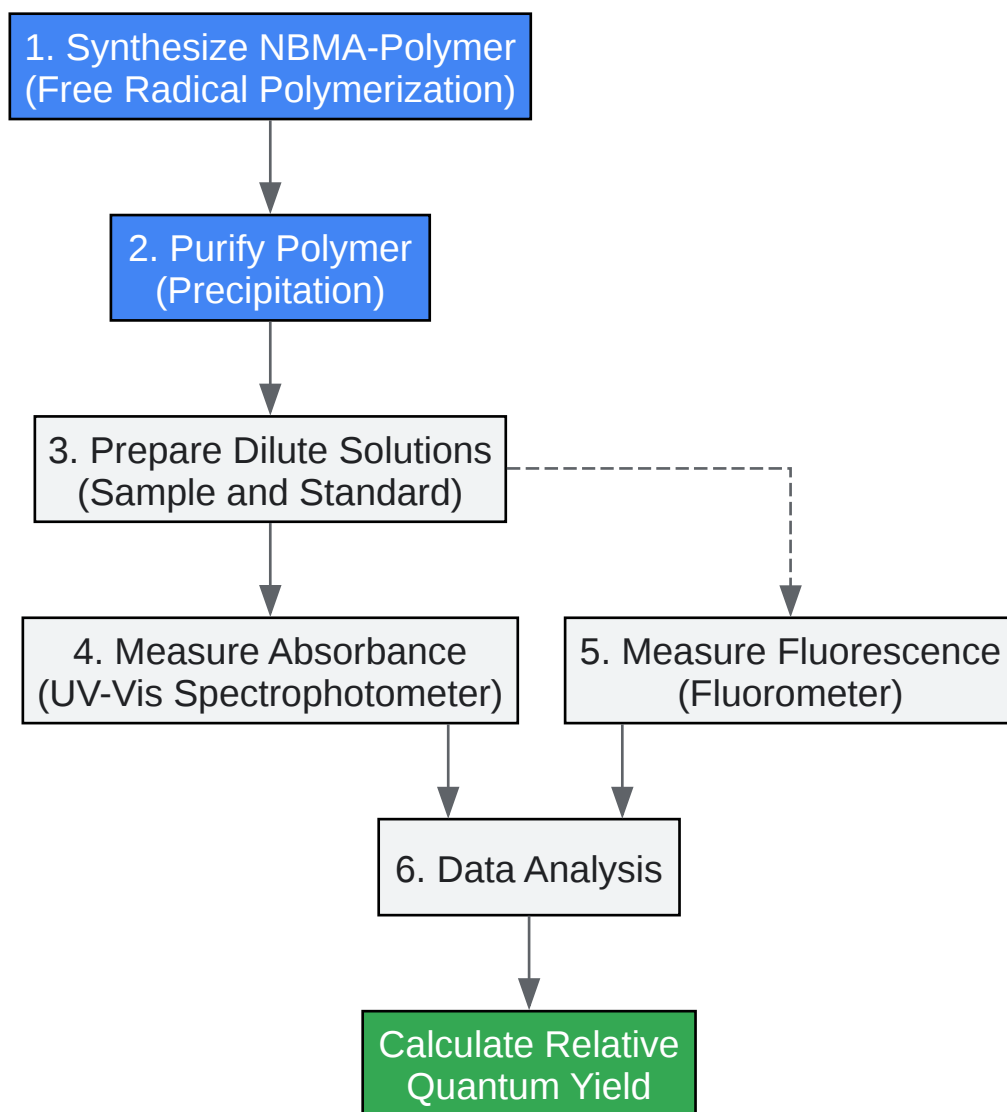 1. Synthesize NBMA-Polymer
(Free Radical Polymerization)
2. Purify Polymer
(Precipitation)
3. Prepare Dilute Solutions
(Sample and Standard)
4. Measure Absorbance
(UV-Vis Spectrophotometer)
5. Measure Fluorescence
(Fluorometer)
6. Data Analysis
Calculate Relative
Quantum Yield